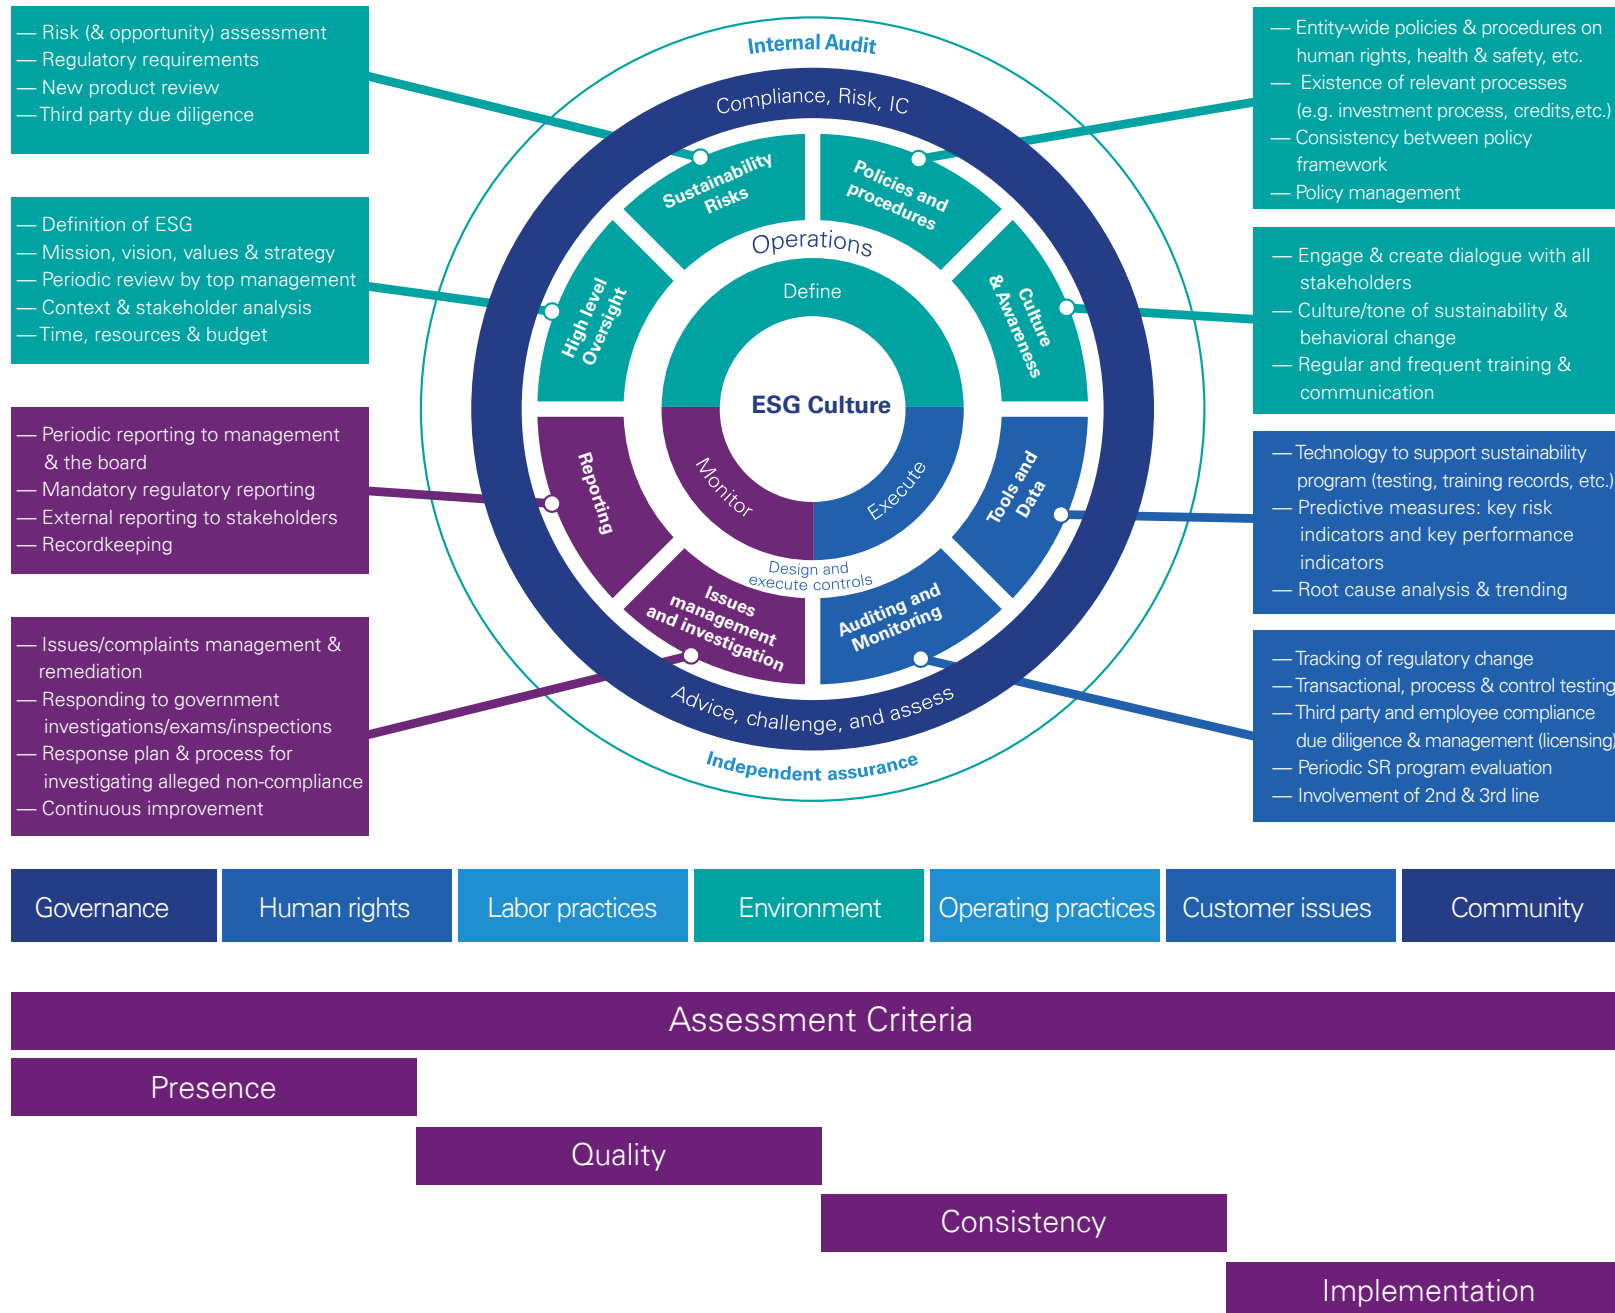 — Risk (& opportunity) assessment
— Regulatory requirements
— New product review
— Third party due diligence
— Definition of ESG
— Mission, vision, values & strategy
— Periodic review by top management
— Context & stakeholder analysis
— Time, resources & budget
— Periodic reporting to management
& the board
— Mandatory regulatory reporting
— External reporting to stakeholders
— Recordkeeping
— Issues/complaints management &
remediation
— Responding to government
investigations/exams/inspections
— Response plan & process for
investigating alleged non-compliance
— Continuous improvement
Internal Audit
Compliance, Risk, IC
Sustainability
Risks
Policies and
procedures
Operations
High level
Oversight
Define
Culture
& Awareness
ESG Culture
Reporting
Monitor
Execute
Tools and
Data
Design and
execute controls
Issues
management
and investigation
Auditing and
Monitoring
Advice, challenge, and assess
Independent assurance
— Entity-wide policies & procedures on
human rights, health & safety, etc.
— Existence of relevant processes
(e.g. investment process, credits,etc.)
— Consistency between policy
framework
— Policy management
— Engage & create dialogue with all
stakeholders
— Culture/tone of sustainability &
behavioral change
— Regular and frequent training &
communication
— Technology to support sustainability
program (testing, training records, etc.)
— Predictive measures: key risk
indicators and key performance
indicators
— Root cause analysis & trending
— Tracking of regulatory change
— Transactional, process & control testing
— Third party and employee compliance
due diligence & management (licensing)
— Periodic SR program evaluation
— Involvement of 2nd & 3rd line
Governance
Human rights
Labor practices
Environment
Operating practices
Customer issues
Community
Assessment Criteria
Presence
Quality
Consistency
Implementation